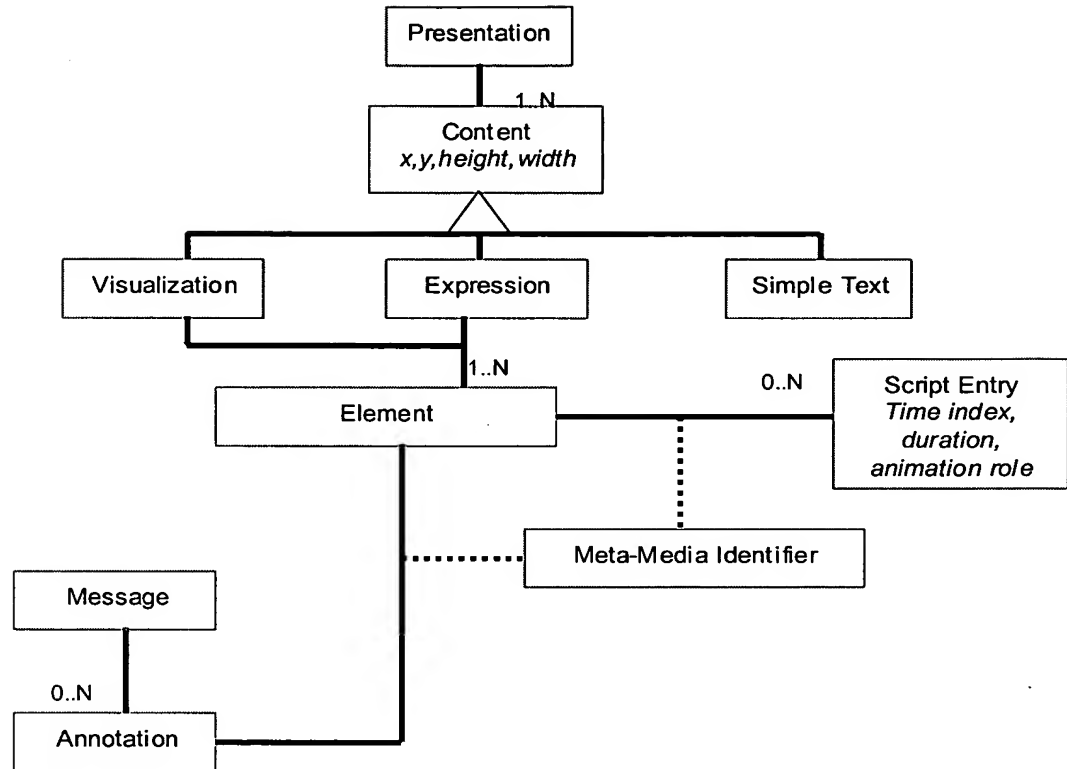 Presentation
1..N
Content
x,y,height,width
Visualization
Expression
Simple Text
1..N
Element
0..N
Script Entry
Time index,
duration,
animation role
Meta-Media Identifier
Message
0..N
Annotation